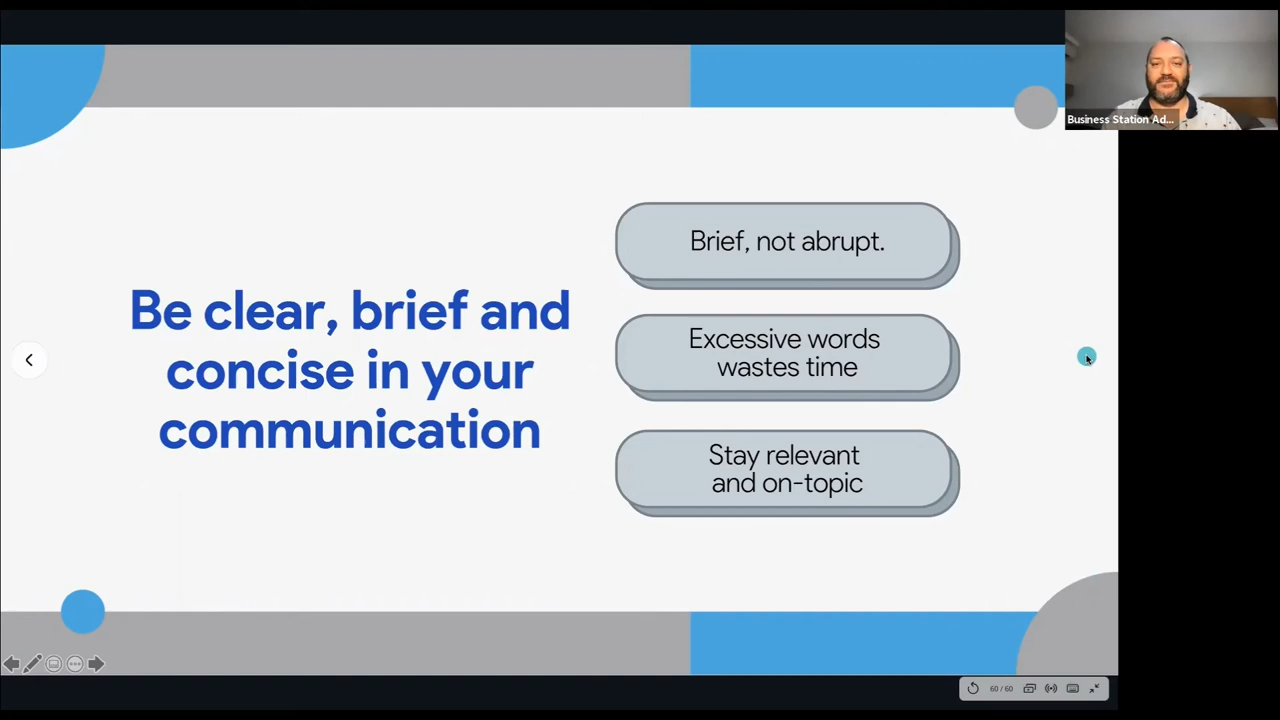 Business Station Ad...
Be clear, brief and
concise in your
communication
Brief, not abrupt.
Excessive words
wastes time
Stay relevant
and on-topic
60 / 60